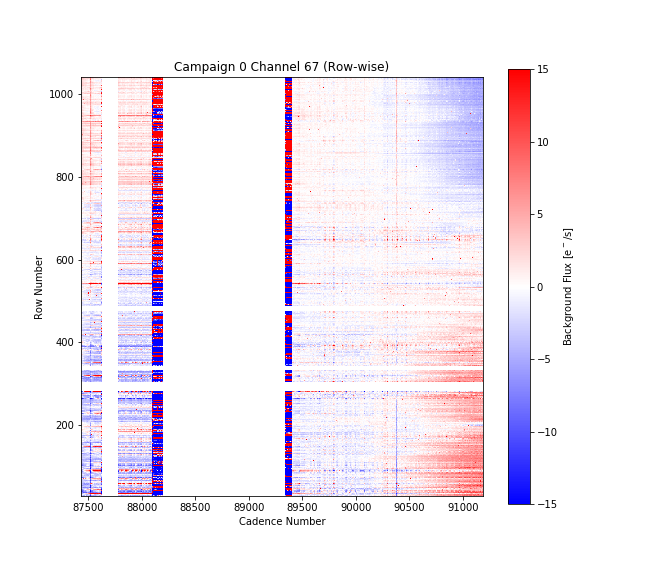 Campaign 0 Channel 67 (Row-wise)
1000
800
600
400
200
Row Number
87500 88000 88500 89000 89500 90000 90500 91000
Cadence Number
15
10
5
0
−5
−10
−15
Background Flux [e⁻/s]